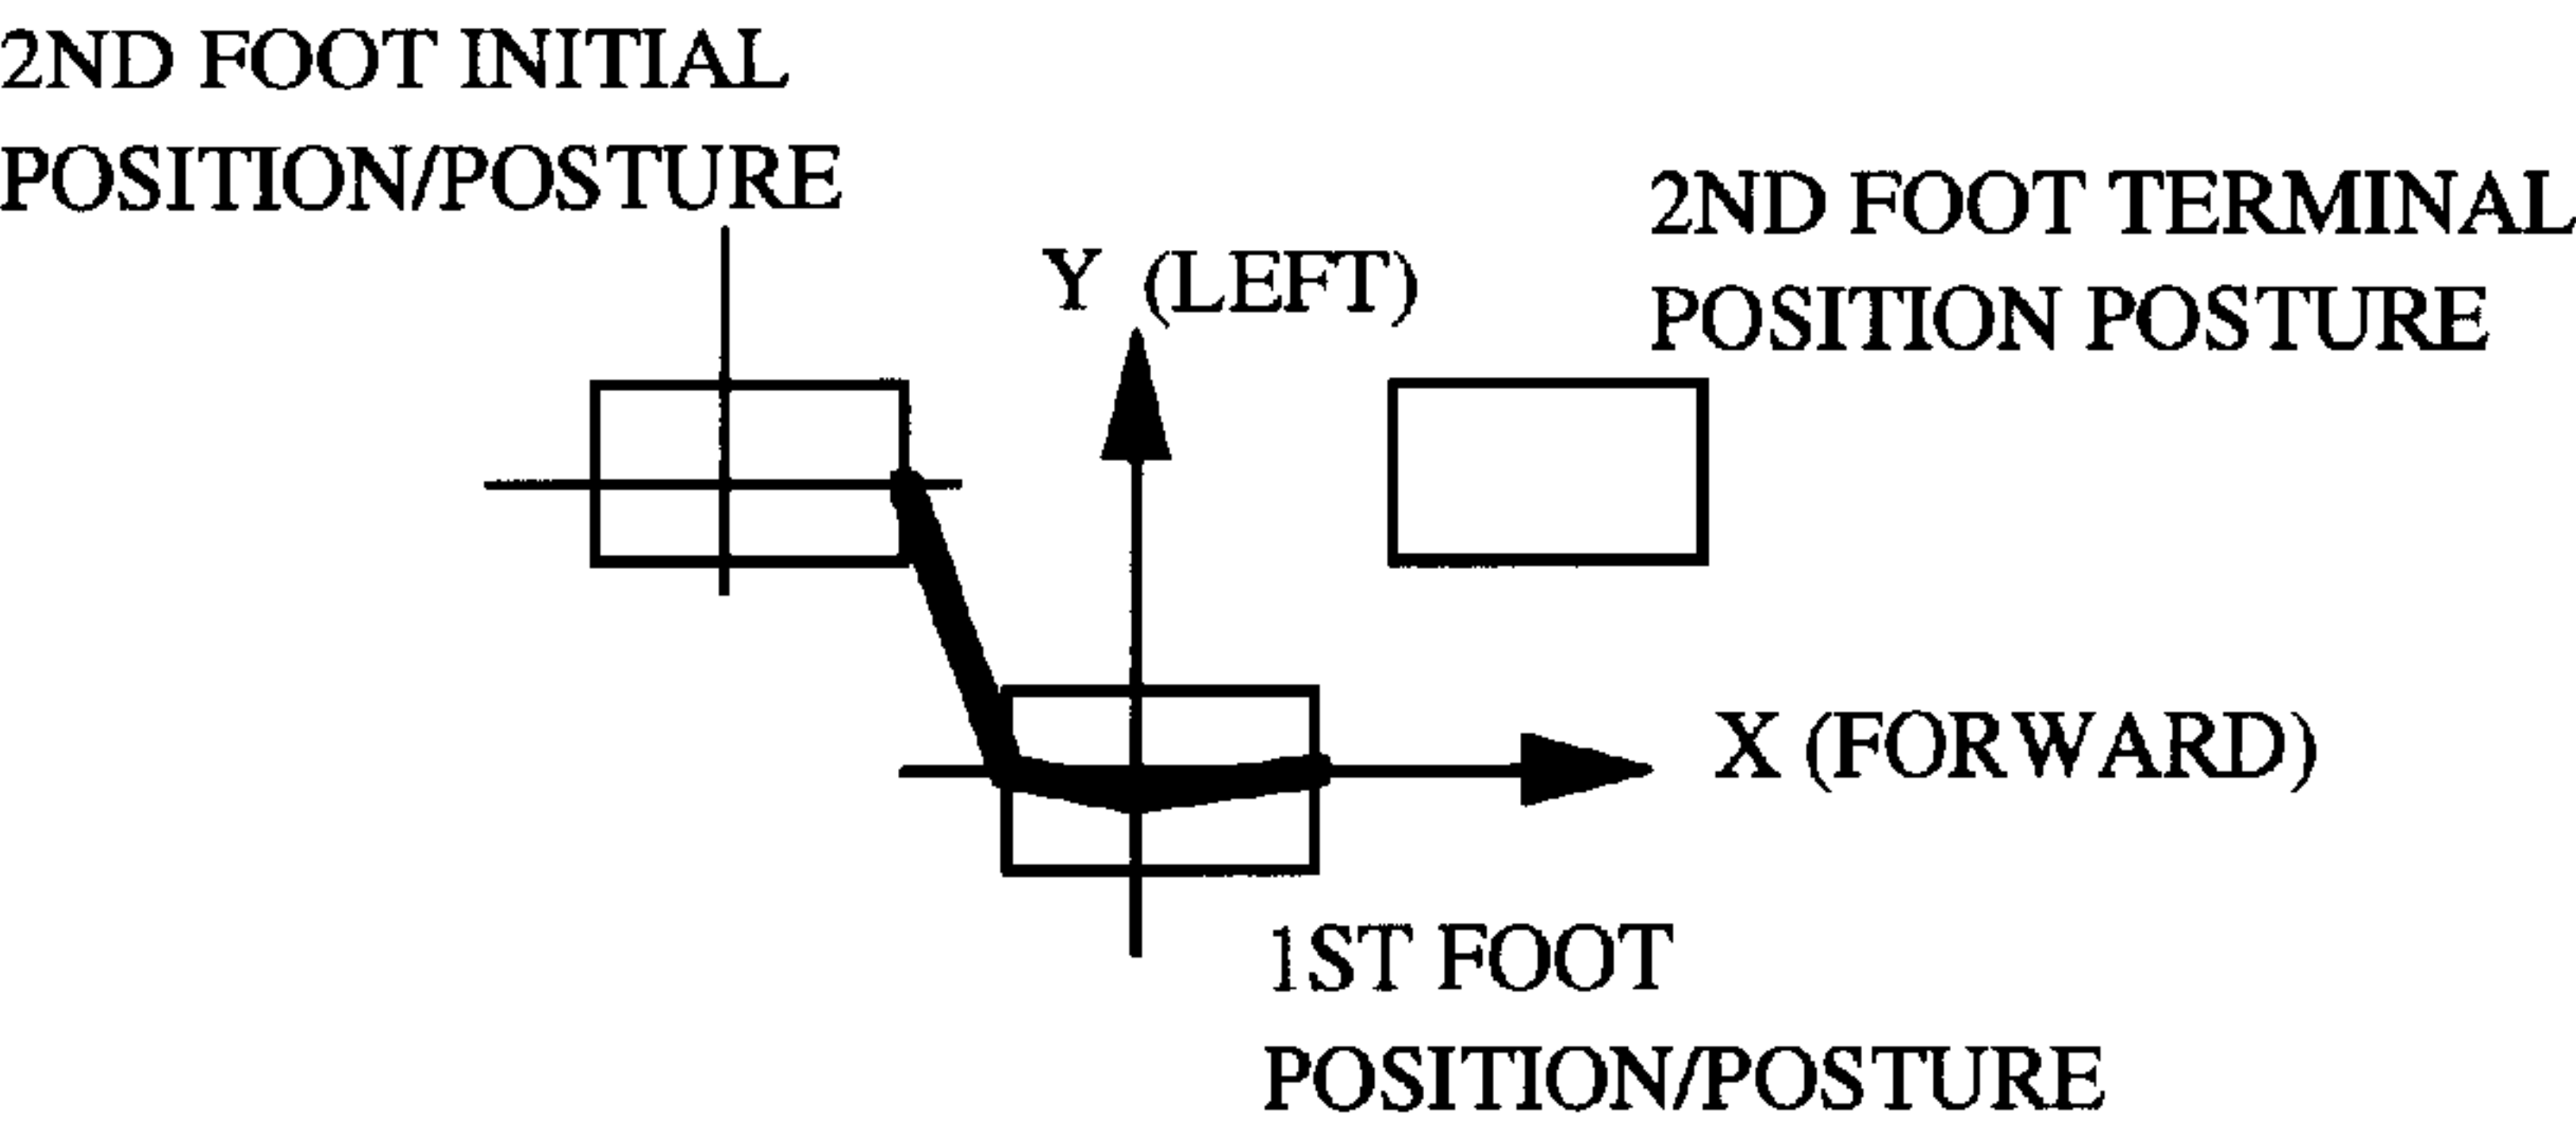 2ND FOOT INITIAL
POSITION/POSTURE
2ND FOOT TERMINAL
POSITION POSTURE
Y (LEFT)
X (FORWARD)
1ST FOOT
POSITION/POSTURE